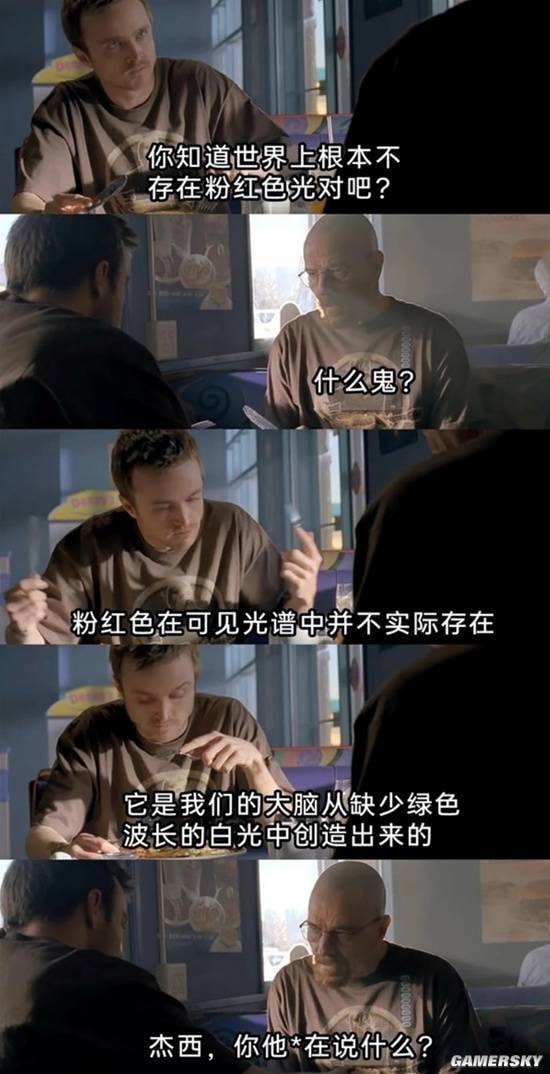 你知道世界上根本不
存在粉红色光对吧？
什么鬼？
粉红色在可见光谱中并不实际存在
它是我们的大脑从缺少绿色
波长的白光中创造出来的
杰西，你他*在说什么？
GAMERSKY